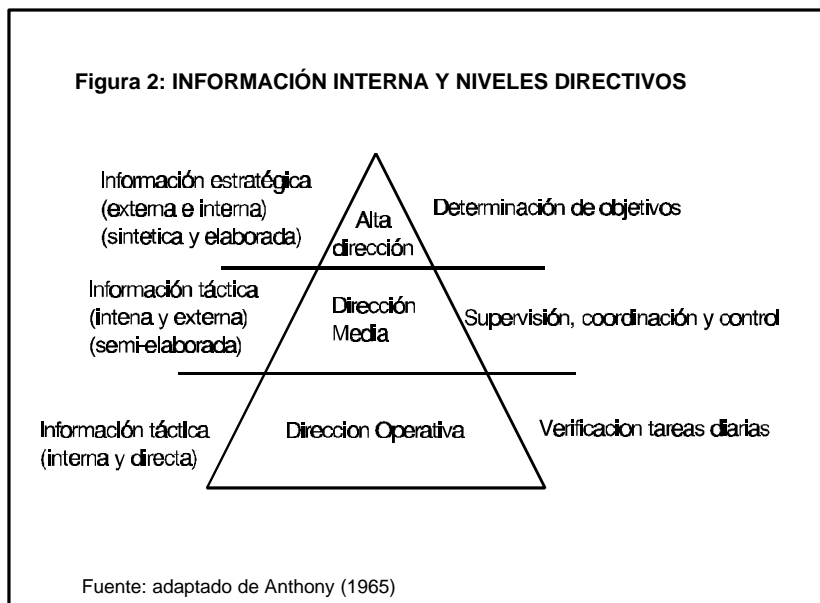 Figura 2: INFORMACIÓN INTERNA Y NIVELES DIRECTIVOS
Información estratégica
(externa e interna)
(sintetica y elaborada)
Alta
dirección
Determinación de objetivos
Información táctica
(intena y externa)
(semi-elaborada)
Dirección
Media
Supervisión, coordinación y control
Información táctica
(interna y directa)
Direccion Operativa
Verificacion tareas diarias
Fuente: adaptado de Anthony (1965)